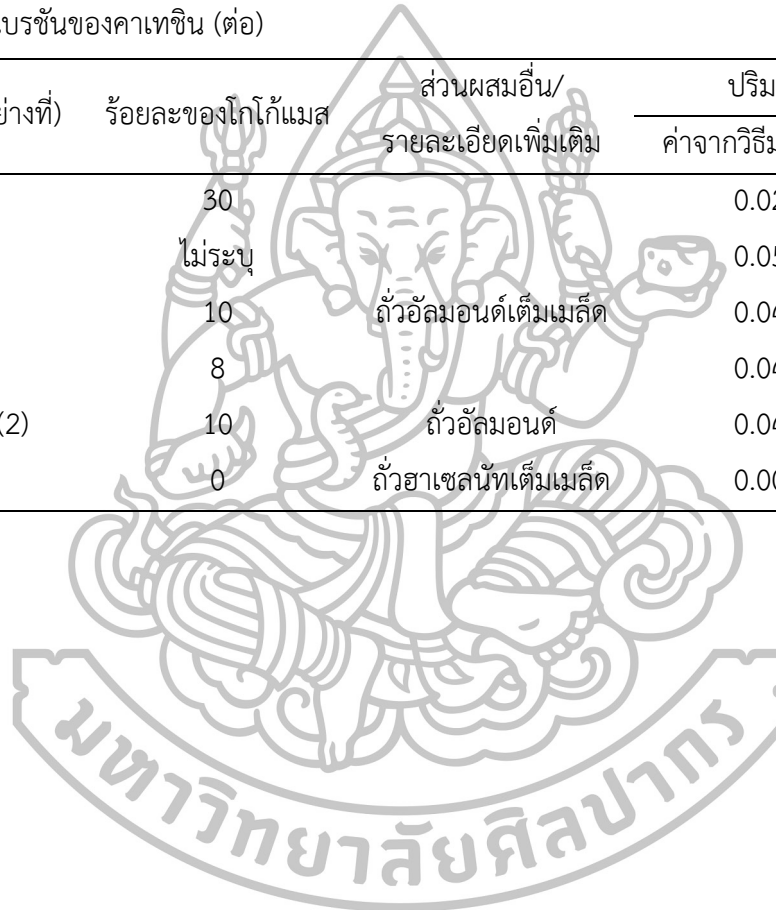 เบรชันของคาเทชิน (ต่อ)
ย่างที่) ร้อยละของโกโก้แมส ส่วนผสมอื่น/ ปริม
รายละเอียดเพิ่มเติม ค่าจากวิธีม
30 0.02
ไม่ระบุ 0.05
10 ถั่วอัลมอนด์เต็มเมล็ด 0.04
8 0.04
(2) 10 ถั่วอัลมอนด์ 0.04
0 ถั่วฮาเซลนัทเต็มเมล็ด 0.00
มหาวิทยาลัยศิลปากร